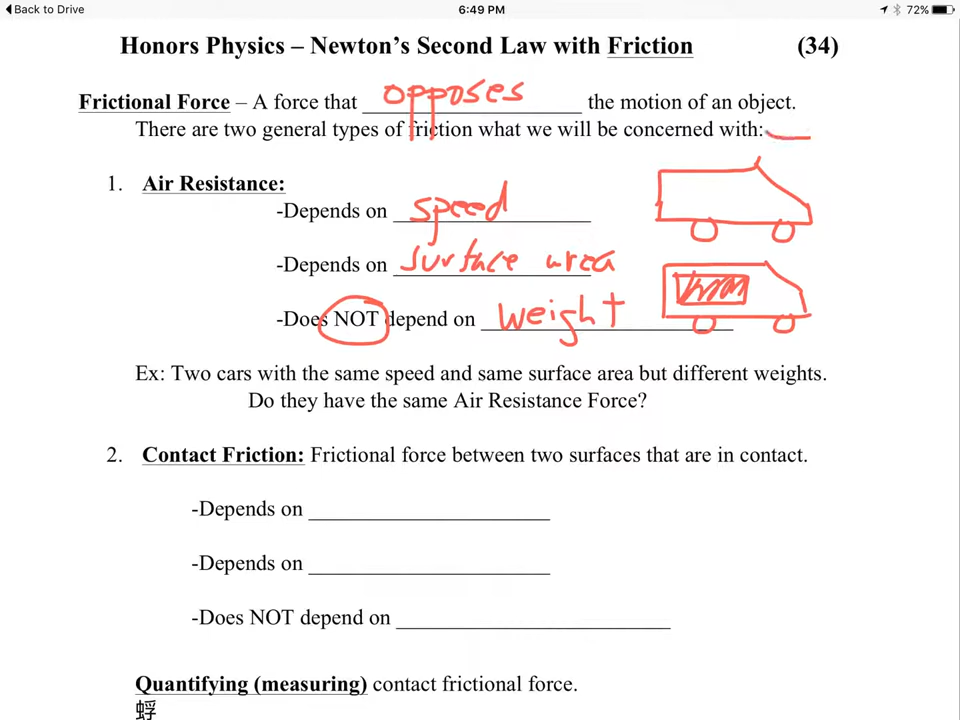 Back to Drive 6:49 PM 72%
Honors Physics – Newton's Second Law with Friction (34)
Frictional Force – A force that opposes the motion of an object.
There are two general types of friction what we will be concerned with:
1. Air Resistance:
-Depends on speed
-Depends on surface area
-Does NOT depend on weight
Ex: Two cars with the same speed and same surface area but different weights.
Do they have the same Air Resistance Force?
2. Contact Friction: Frictional force between two surfaces that are in contact.
-Depends on
-Depends on
-Does NOT depend on
Quantifying (measuring) contact frictional force.
蜉